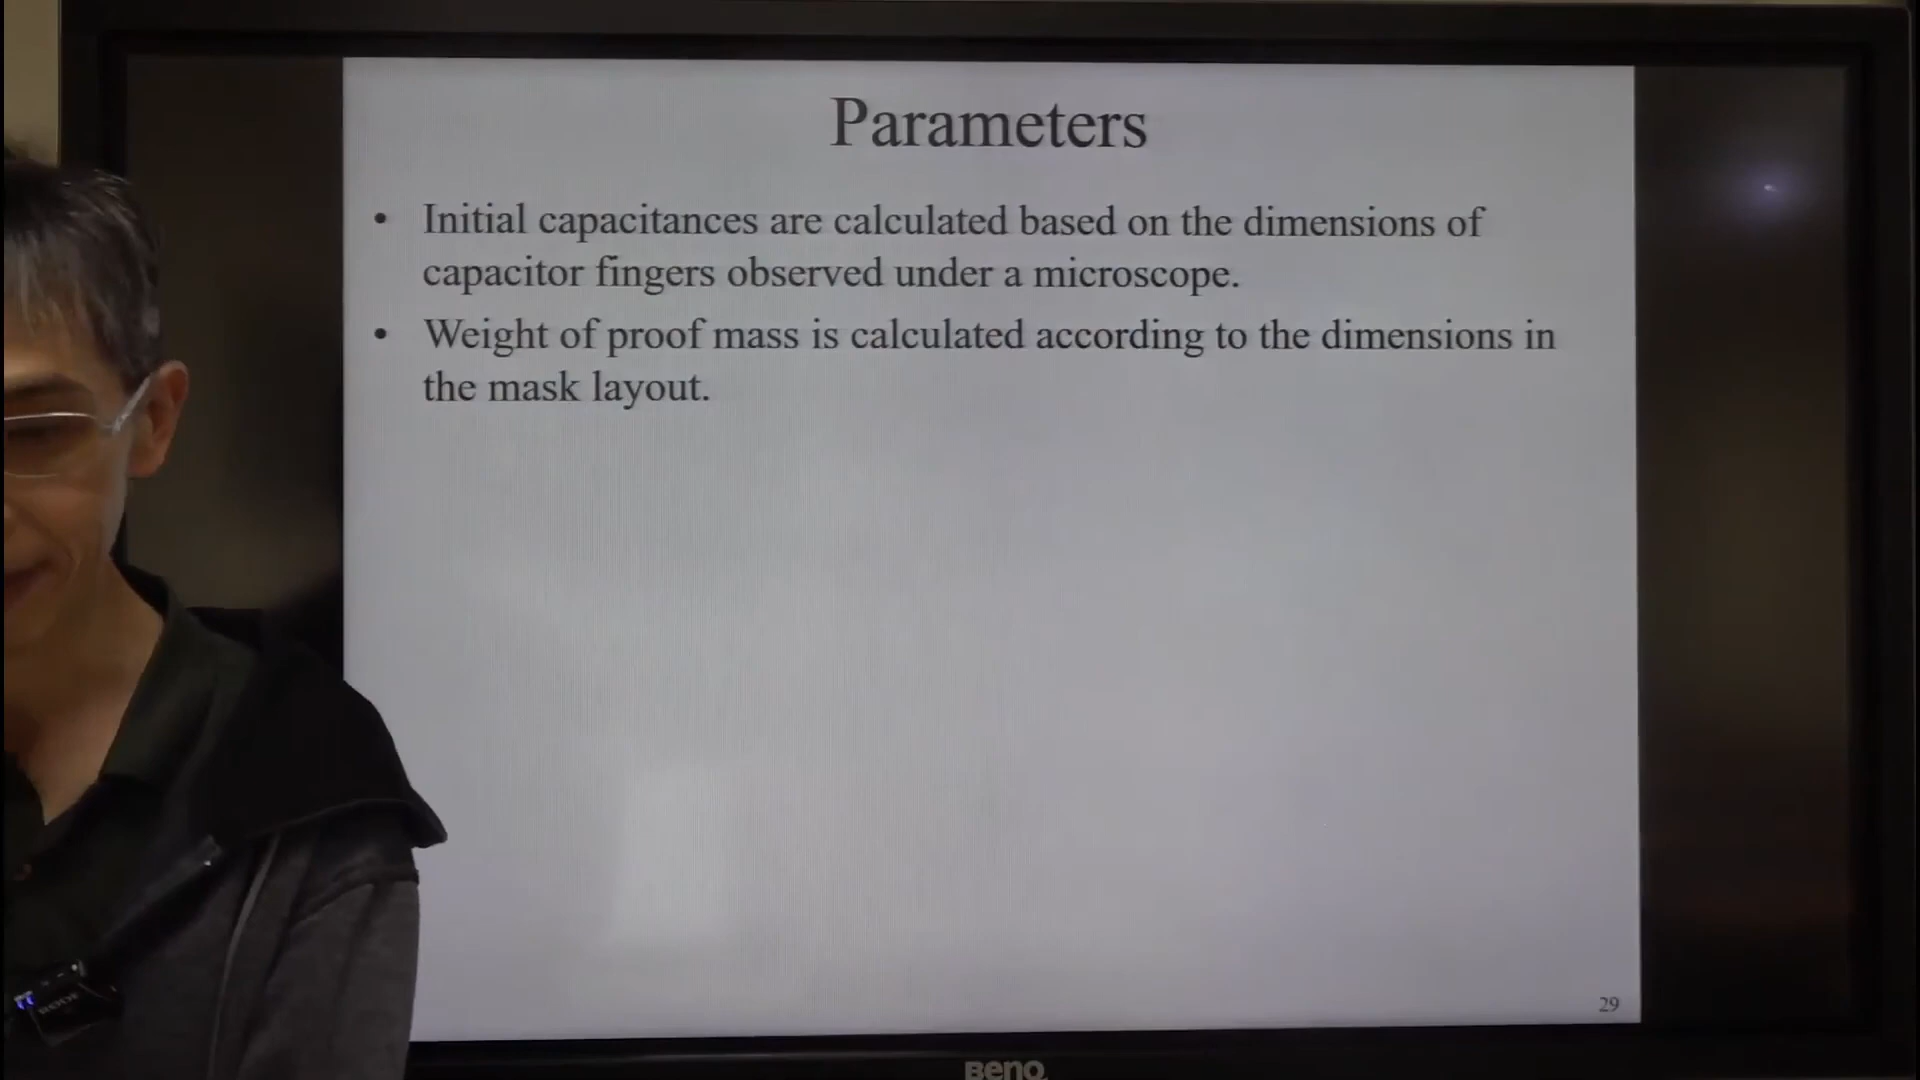 Parameters
• Initial capacitances are calculated based on the dimensions of
capacitor fingers observed under a microscope.
• Weight of proof mass is calculated according to the dimensions in
the mask layout.
29
BenQ
RODE